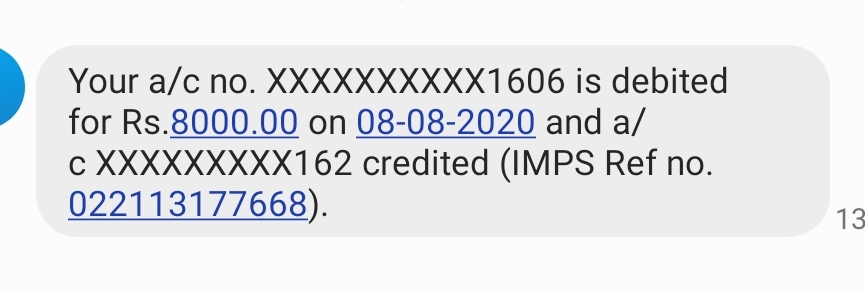 Your a/c no. XXXXXXXXXX1606 is debited
for Rs.8000.00 on 08-08-2020 and a/
c XXXXXXXXX162 credited (IMPS Ref no.
022113177668).
13